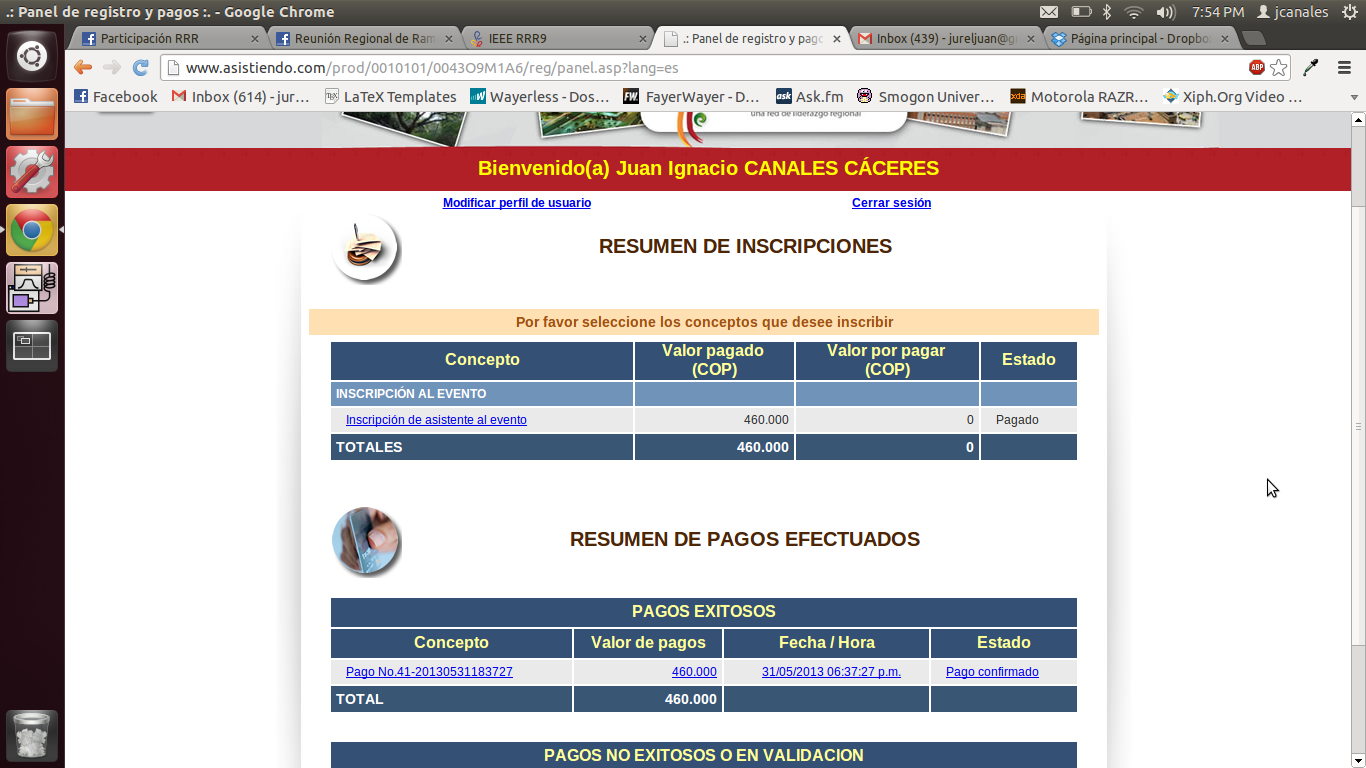 .: Panel de registro y pagos :. - Google Chrome
7:54 PM jcanales
Participación RRR
Reunión Regional de Ram
IEEE RRR9
.: Panel de registro y pago
Inbox (439) - jureljuan@g
Página principal - Dropbo
www.asistiendo.com/prod/0010101/0043O9M1A6/reg/panel.asp?lang=es
ABP
Facebook
Inbox (614) - jur...
LaTeX Templates
Wayerless - Dos...
FW. FayerWayer - D...
ask Ask.fm
Smogon Univer...
xda Motorola RAZR...
Xiph.Org Video ...
una red de liderazgo regional
Bienvenido(a) Juan Ignacio CANALES CÁCERES
Modificar perfil de usuario
Cerrar sesión
RESUMEN DE INSCRIPCIONES
Por favor seleccione los conceptos que desee inscribir
Concepto Valor pagado (COP) Valor por pagar (COP) Estado
INSCRIPCIÓN AL EVENTO
Inscripción de asistente al evento 460.000 0 Pagado
TOTALES 460.000 0
RESUMEN DE PAGOS EFECTUADOS
PAGOS EXITOSOS
Concepto Valor de pagos Fecha / Hora Estado
Pago No.41-20130531183727 460.000 31/05/2013 06:37:27 p.m. Pago confirmado
TOTAL 460.000
PAGOS NO EXITOSOS O EN VALIDACION